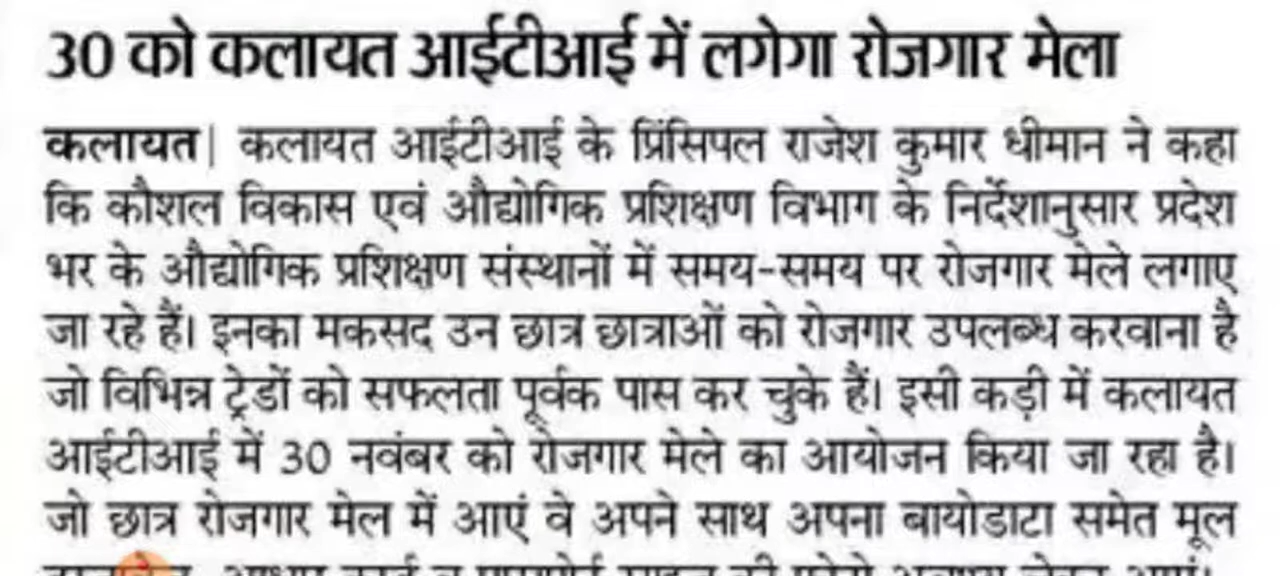 30 को कलायत आईटीआई में लगेगा रोजगार मेला
कलायत| कलायत आईटीआई के प्रिंसिपल राजेश कुमार धीमान ने कहा
कि कौशल विकास एवं औद्योगिक प्रशिक्षण विभाग के निर्देशानुसार प्रदेश
भर के औद्योगिक प्रशिक्षण संस्थानों में समय-समय पर रोजगार मेले लगाए
जा रहे हैं। इनका मकसद उन छात्र छात्राओं को रोजगार उपलब्ध करवाना है
जो विभिन्न ट्रेडों को सफलता पूर्वक पास कर चुके हैं। इसी कड़ी में कलायत
आईटीआई में 30 नवंबर को रोजगार मेले का आयोजन किया जा रहा है।
जो छात्र रोजगार मेल में आएं वे अपने साथ अपना बायोडाटा समेत मूल